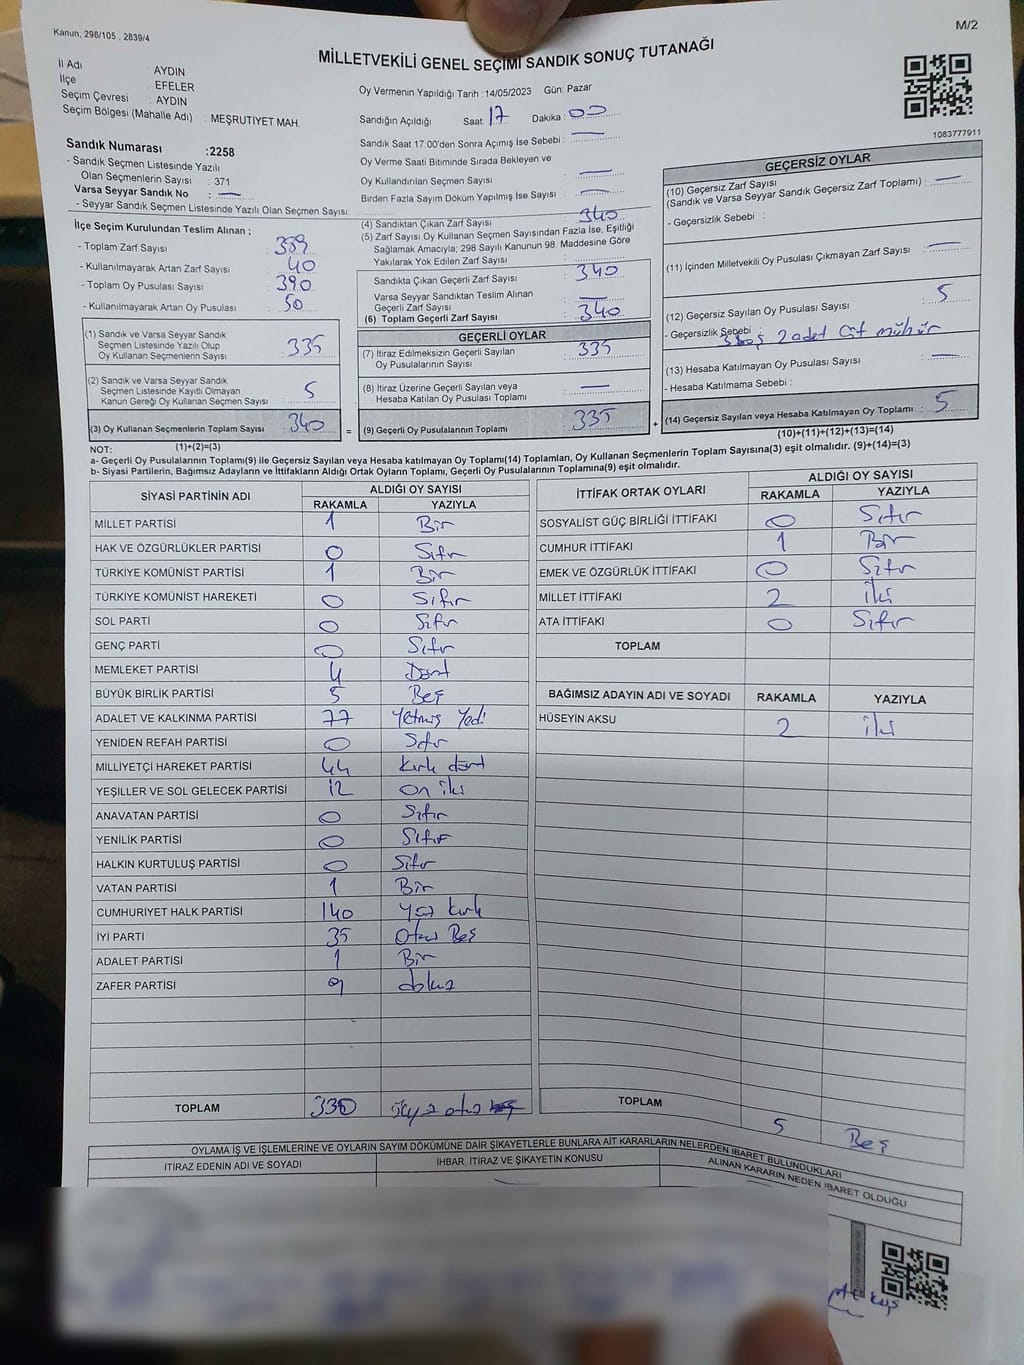 Kanun, 298/105 , 2839/4
M/2
MİLLETVEKİLİ GENEL SEÇİMİ SANDIK SONUÇ TUTANAĞI
İl Adı : AYDIN
İlçe : EFELER
Seçim Çevresi : AYDIN
Seçim Bölgesi (Mahalle Adı) : MEŞRUTİYET MAH.
Oy Vermenin Yapıldığı Tarih :14/05/2023 Gün: Pazar
Sandığın Açıldığı Saat: 17 Dakika : 00
1083777911
Sandık Numarası :2258
- Sandık Seçmen Listesinde Yazılı
Olan Seçmenlerin Sayısı : 371
Varsa Seyyar Sandık No : —
- Seyyar Sandık Seçmen Listesinde Yazılı Olan Seçmen Sayısı:
Sandık Saat 17:00'den Sonra Açımış İse Sebebi : —
Oy Verme Saati Bitiminde Sırada Bekleyen ve
Oy Kullandırılan Seçmen Sayısı : —
Birden Fazla Sayım Döküm Yapılmış İse Sayısı : —
İlçe Seçim Kurulundan Teslim Alınan ;
- Toplam Zarf Sayısı : 389
- Kullanılmayarak Artan Zarf Sayısı : 40
- Toplam Oy Pusulası Sayısı : 390
- Kullanılmayarak Artan Oy Pusulası : 50
(4) Sandıktan Çıkan Zarf Sayısı : 340
(5) Zarf Sayısı Oy Kullanan Seçmen Sayısından Fazla İse, Eşitliği
Sağlamak Amacıyla; 298 Sayılı Kanunun 98. Maddesine Göre
Yakılarak Yok Edilen Zarf Sayısı :
Sandıkta Çıkan Geçerli Zarf Sayısı : 340
Varsa Seyyar Sandıktan Teslim Alınan
Geçerli Zarf Sayısı : —
(6) Toplam Geçerli Zarf Sayısı : 340
GEÇERSİZ OYLAR
(10) Geçersiz Zarf Sayısı
(Sandık ve Varsa Seyyar Sandık Geçersiz Zarf Toplamı) : —
- Geçersizlik Sebebi :
(11) İçinden Milletvekili Oy Pusulası Çıkmayan Zarf Sayısı : —
(12) Geçersiz Sayılan Oy Pusulası Sayısı : 5
- Geçersizlik Sebebi : 3 boş 2 adet çift mühür
(13) Hesaba Katılmayan Oy Pusulası Sayısı : —
- Hesaba Katılmama Sebebi :
(14) Geçersiz Sayılan veya Hesaba Katılmayan Oy Toplamı : 5
(10)+(11)+(12)+(13)=(14)
(1) Sandık ve Varsa Seyyar Sandık
Seçmen Listesinde Yazılı Olup
Oy Kullanan Seçmenlerin Sayısı : 335
(2) Sandık ve Varsa Seyyar Sandık
Seçmen Listesinde Kayıtlı Olmayan
Kanun Gereği Oy Kullanan Seçmen Sayısı : 5
(3) Oy Kullanan Seçmenlerin Toplam Sayısı : 340
GEÇERLİ OYLAR
(7) İtiraz Edilmeksizin Geçerli Sayılan
Oy Pusulalarının Sayısı : 335
(8) İtiraz Üzerine Geçerli Sayılan veya
Hesaba Katılan Oy Pusulası Toplamı : —
= (9) Geçerli Oy Pusulalarının Toplamı : 335 +
NOT: (1)+(2)=(3)
a- Geçerli Oy Pusulaları Toplamı(9) ile Geçersiz Sayılan veya Hesaba katılmayan Oy Toplamı(14) Toplamları, Oy Kullanan Seçmenlerin Toplam Sayısına(3) eşit olmalıdır. (9)+(14)=(3)
b- Siyasi Partilerin, Bağımsız Adayların ve İttifakların Aldığı Ortak Oyların Toplamı, Geçerli Oy Pusulalarının Toplamına(9) eşit olmalıdır.
SİYASİ PARTİNİN ADI ALDIĞI OY SAYISI
RAKAMLA YAZIYLA
MİLLET PARTİSİ 1 Bir
HAK VE ÖZGÜRLÜKLER PARTİSİ 0 Sıfır
TÜRKİYE KOMÜNİST PARTİSİ 1 Bir
TÜRKİYE KOMÜNİST HAREKETİ 0 Sıfır
SOL PARTİ 0 Sıfır
GENÇ PARTİ 0 Sıfır
MEMLEKET PARTİSİ 4 Dört
BÜYÜK BİRLİK PARTİSİ 5 Beş
ADALET VE KALKINMA PARTİSİ 77 Yetmiş Yedi
YENİDEN REFAH PARTİSİ 0 Sıfır
MİLLİYETÇİ HAREKET PARTİSİ 44 Kırk dört
YEŞİLLER VE SOL GELECEK PARTİSİ 12 On iki
ANAVATAN PARTİSİ 0 Sıfır
YENİLİK PARTİSİ 0 Sıfır
HALKIN KURTULUŞ PARTİSİ 0 Sıfır
VATAN PARTİSİ 1 Bir
CUMHURİYET HALK PARTİSİ 140 Yüz kırk
İYİ PARTİ 35 Otuz Beş
ADALET PARTİSİ 1 Bir
ZAFER PARTİSİ 9 dokuz
TOPLAM 330 üçyüz otuz
İTTİFAK ORTAK OYLARI ALDIĞI OY SAYISI
RAKAMLA YAZIYLA
SOSYALİST GÜÇ BİRLİĞİ İTTİFAKI 0 Sıfır
CUMHUR İTTİFAKI 1 Bir
EMEK VE ÖZGÜRLÜK İTTİFAKI 0 Sıfır
MİLLET İTTİFAKI 2 İki
ATA İTTİFAKI 0 Sıfır
TOPLAM
BAĞIMSIZ ADAYIN ADI VE SOYADI RAKAMLA YAZIYLA
HÜSEYİN AKSU 2 iki
TOPLAM 5 Beş
OYLAMA İŞ VE İŞLEMLERİNE VE OYLARIN SAYIM DÖKÜMÜNE DAİR ŞİKAYETLERLE BUNLARA AİT KARARLARIN NELERDEN İBARET BULUNDUKLARI
İTİRAZ EDENİN ADI VE SOYADI İHBAR, İTİRAZ VE ŞİKAYETİN KONUSU ALINAN KARARIN NEDEN İBARET OLDUĞU